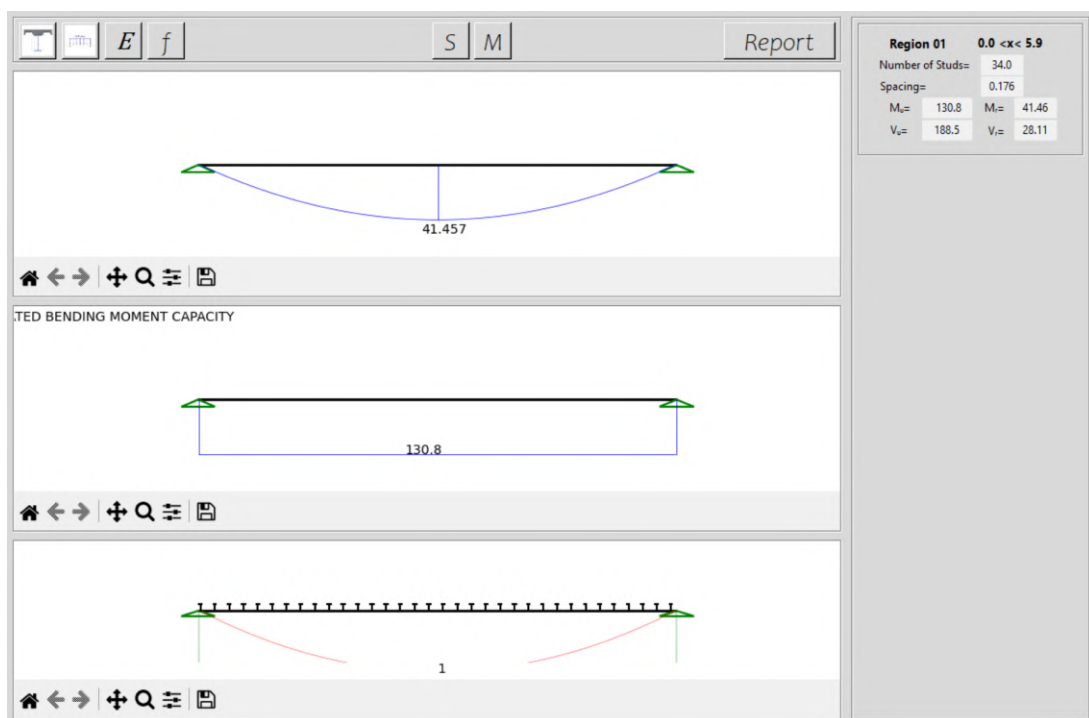 E f S M Report
41.457
TED BENDING MOMENT CAPACITY
130.8
1
Region 01 0.0 <x< 5.9
Number of Studs= 34.0
Spacing= 0.176
Mᵤ= 130.8 Mᵣ= 41.46
Vᵤ= 188.5 Vᵣ= 28.11